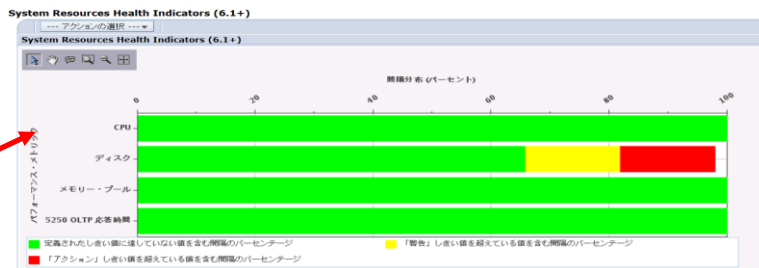 System Resources Health Indicators (6.1+)
--- アクションの選択 ---
System Resources Health Indicators (6.1+)
間隔分布 (パーセント)
0 20 40 60 80 100
パフォーマンス・メトリック
CPU
ディスク
メモリー・プール
5250 OLTP 応答時間
定義されたしきい値に達していない値を含む間隔のパーセンテージ 「警告」しきい値を超えている値を含む間隔のパーセンテージ
「アクション」しきい値を超えている値を含む間隔のパーセンテージ